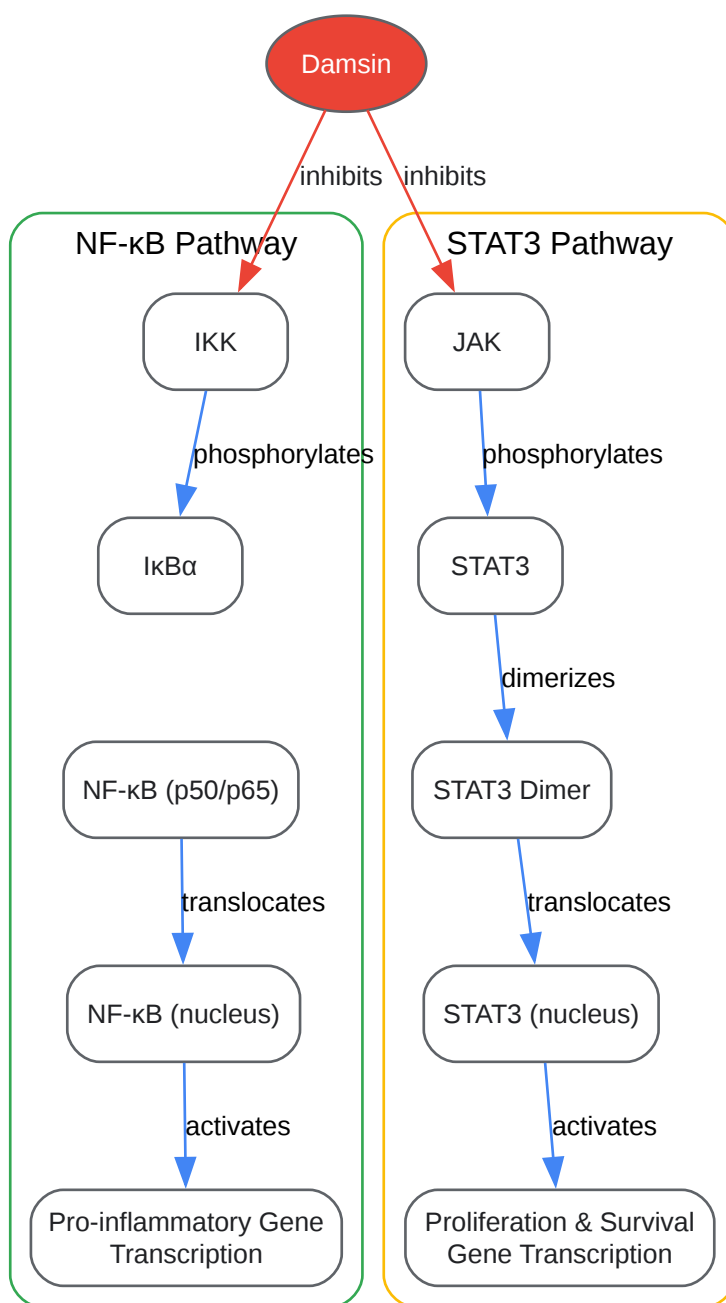 Damsin
inhibits
inhibits
NF-κB Pathway
STAT3 Pathway
IKK
JAK
phosphorylates
phosphorylates
IκBα
STAT3
dimerizes
NF-κB (p50/p65)
STAT3 Dimer
translocates
translocates
NF-κB (nucleus)
STAT3 (nucleus)
activates
activates
Pro-inflammatory Gene
Transcription
Proliferation & Survival
Gene Transcription